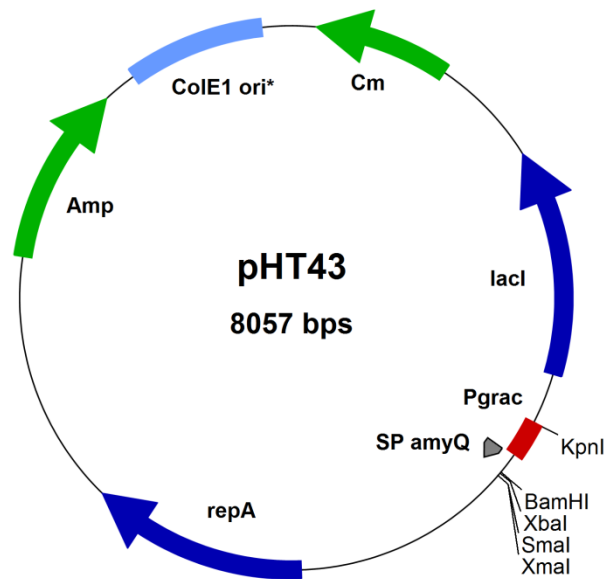 ColE1 ori*
Cm
Amp
lacI
pHT43
8057 bps
Pgrac
SP amyQ
KpnI
BamHI
XbaI
SmaI
XmaI
repA